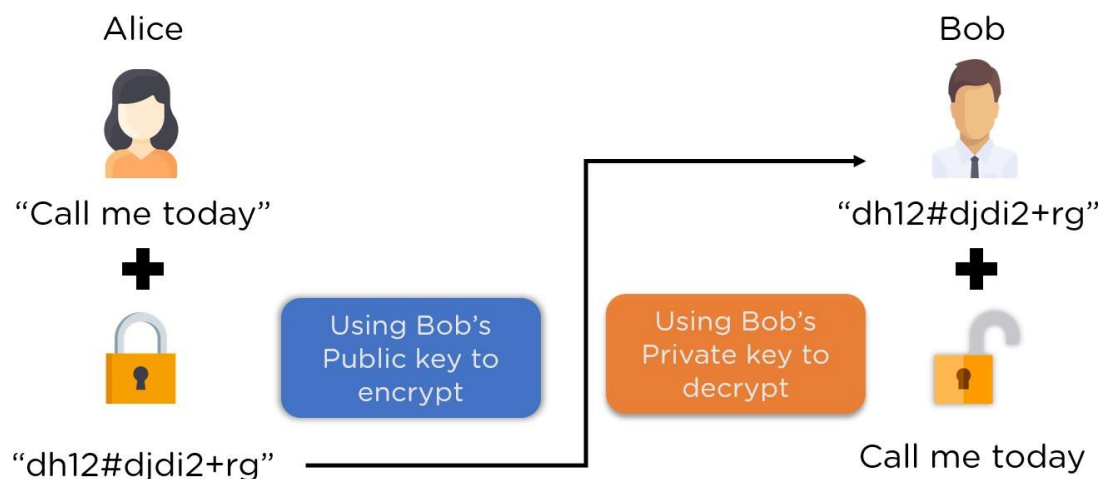 Alice
Bob
“Call me today”
“dh12#djdi2+rg”
Using Bob’s
Public key to
encrypt
Using Bob’s
Private key to
decrypt
“dh12#djdi2+rg”
Call me today